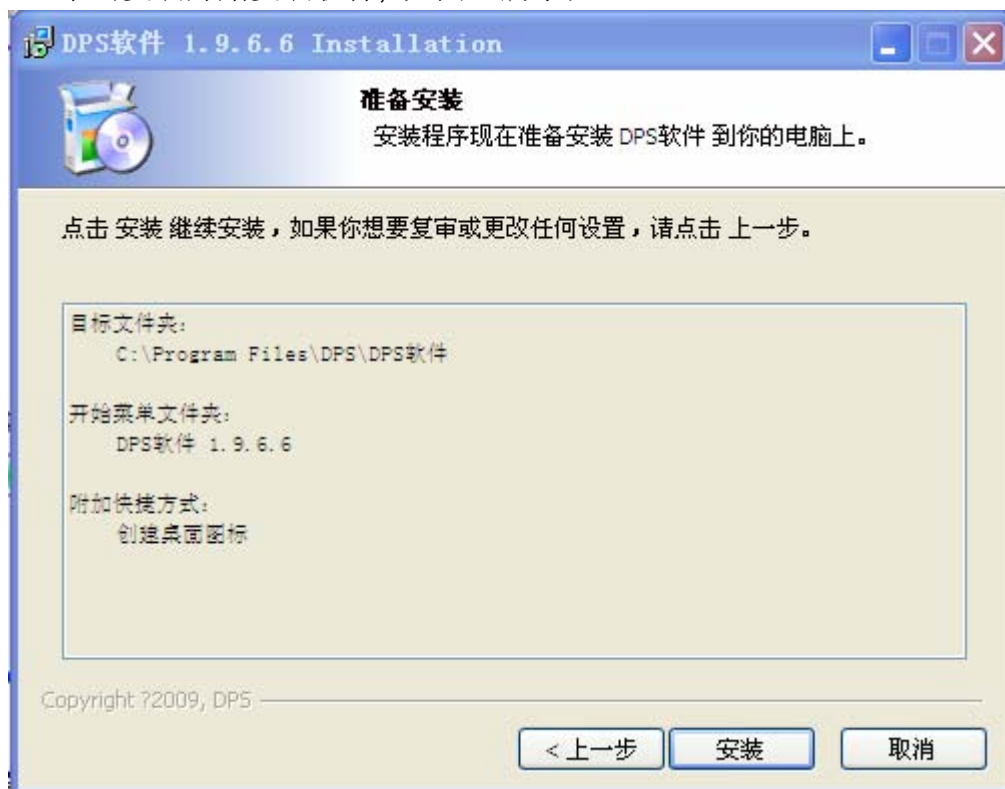 DPS软件 1.9.6.6 Installation
准备安装
安装程序现在准备安装 DPS软件 到你的电脑上。
点击 安装 继续安装，如果你想要复审或更改任何设置，请点击 上一步。
目标文件夹：
C:\Program Files\DPS\DPS软件
开始菜单文件夹：
DPS软件 1.9.6.6
附加快捷方式：
创建桌面图标
Copyright ?2009, DPS
< 上一步
安装
取消